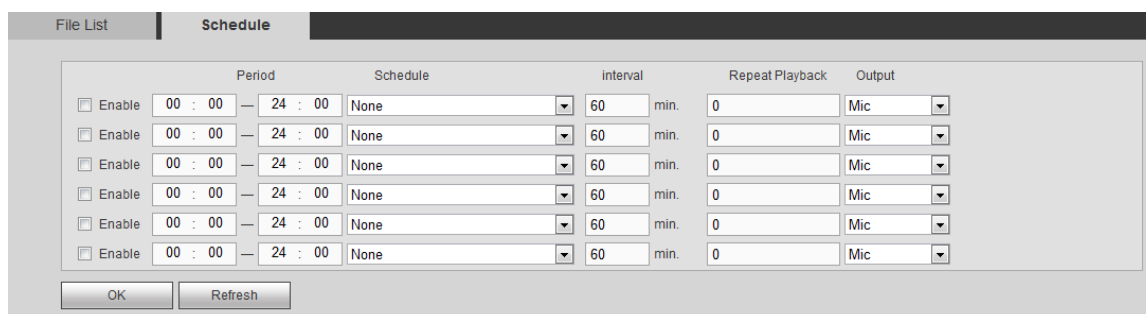 File List Schedule
Period Schedule interval Repeat Playback Output
Enable 00 : 00 — 24 : 00 None 60 min. 0 Mic
Enable 00 : 00 — 24 : 00 None 60 min. 0 Mic
Enable 00 : 00 — 24 : 00 None 60 min. 0 Mic
Enable 00 : 00 — 24 : 00 None 60 min. 0 Mic
Enable 00 : 00 — 24 : 00 None 60 min. 0 Mic
Enable 00 : 00 — 24 : 00 None 60 min. 0 Mic
OK Refresh